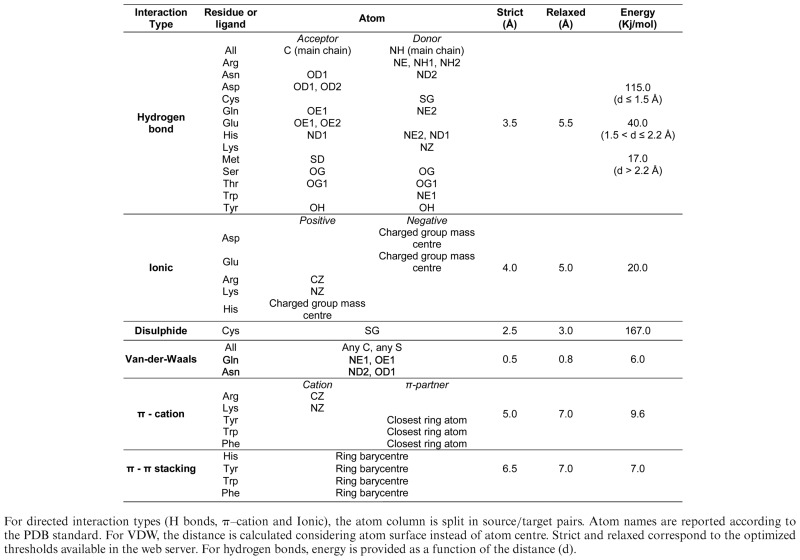 Interaction Type Residue or ligand Atom Strict (Å) Relaxed (Å) Energy (Kj/mol)
Acceptor Donor
All C (main chain) NH (main chain)
Arg NE, NH1, NH2
Asn OD1 ND2
Asp OD1, OD2 115.0
Cys SG (d ≤ 1.5 Å)
Gln OE1 NE2
Hydrogen bond Glu OE1, OE2 3.5 5.5 40.0
His ND1 NE2, ND1 (1.5 < d ≤ 2.2 Å)
Lys NZ
Met SD 17.0
Ser OG OG (d > 2.2 Å)
Thr OG1 OG1
Trp NE1
Tyr OH OH
Positive Negative
Asp Charged group mass centre
Glu Charged group mass centre
Ionic 4.0 5.0 20.0
Arg CZ
Lys NZ
His Charged group mass centre
Disulphide Cys SG 2.5 3.0 167.0
All Any C, any S
Van-der-Waals Gln NE1, OE1 0.5 0.8 6.0
Asn ND2, OD1
Cation π-partner
Arg CZ
Lys NZ
π - cation Tyr Closest ring atom 5.0 7.0 9.6
Trp Closest ring atom
Phe Closest ring atom
His Ring barycentre
π - π stacking Tyr Ring barycentre 6.5 7.0 7.0
Trp Ring barycentre
Phe Ring barycentre
For directed interaction types (H bonds, π–cation and Ionic), the atom column is split in source/target pairs. Atom names are reported according to
the PDB standard. For VDW, the distance is calculated considering atom surface instead of atom centre. Strict and relaxed correspond to the optimized
thresholds available in the web server. For hydrogen bonds, energy is provided as a function of the distance (d).